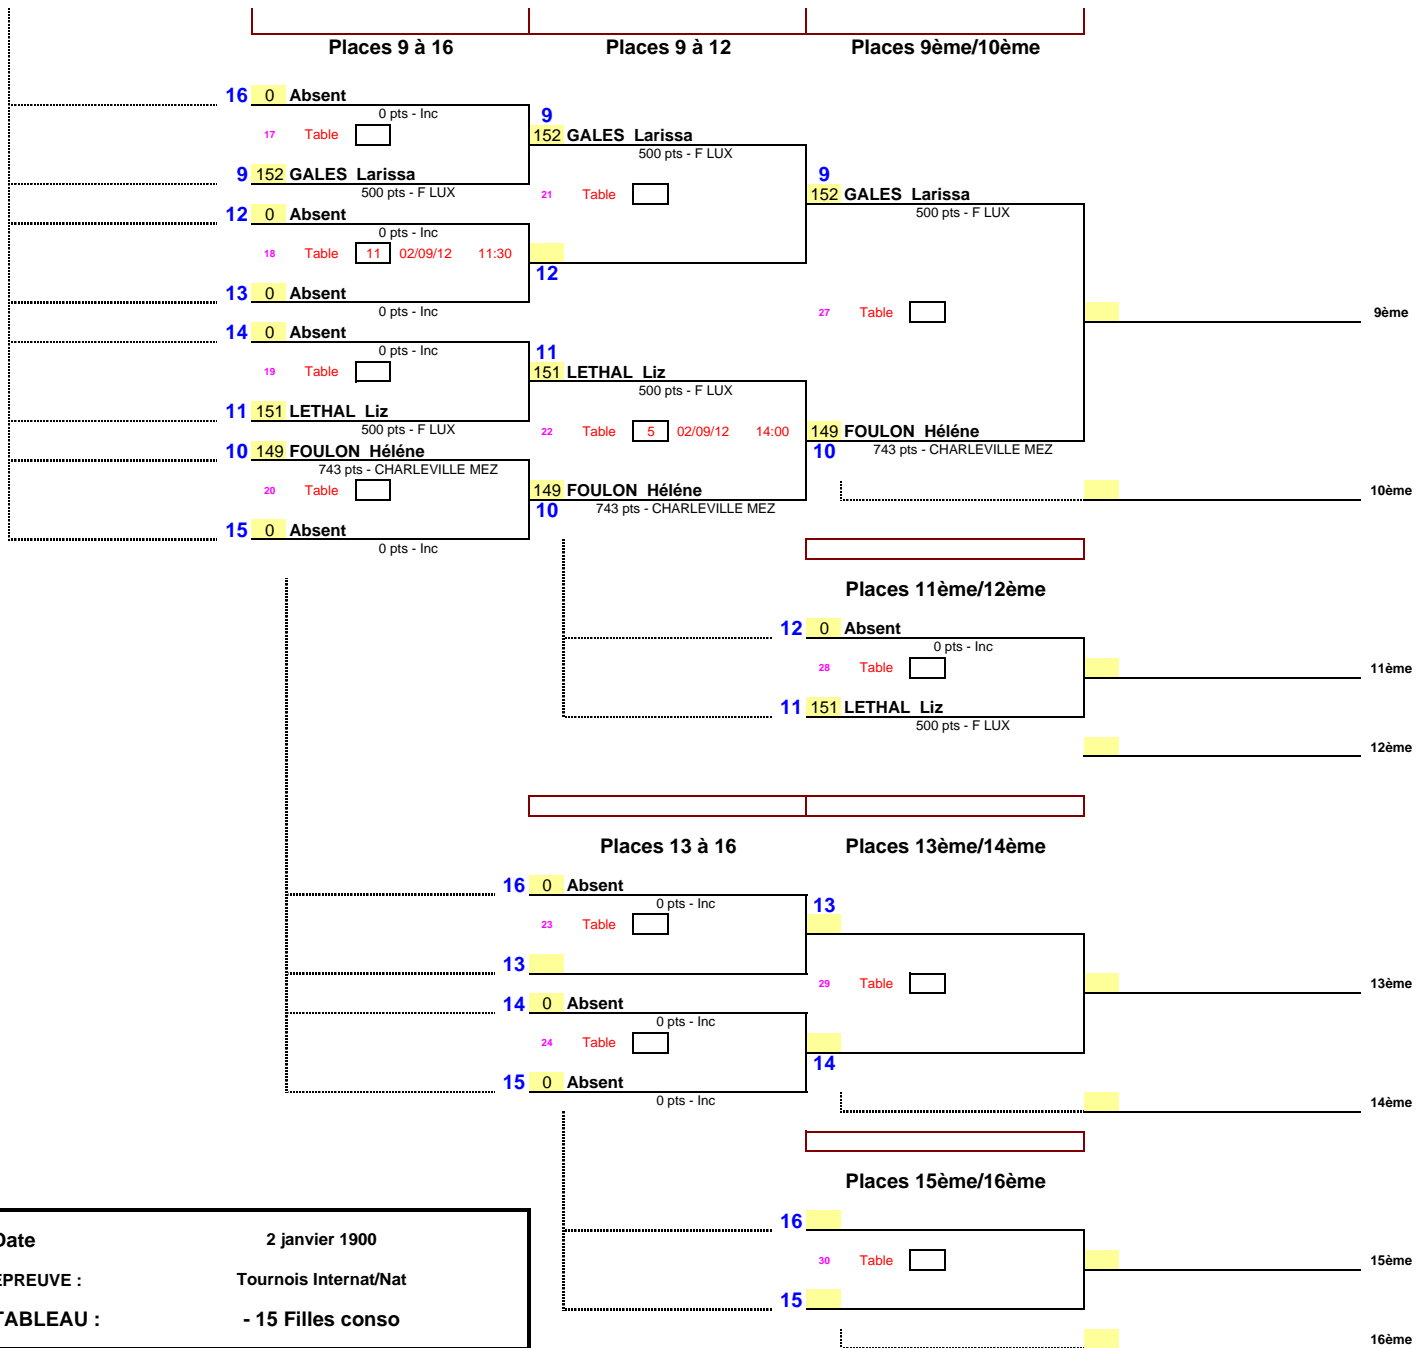 Places 9 à 16 Places 9 à 12 Places 9ème/10ème
16 0 Absent
0 pts - Inc
9
17 Table
152 GALES Larissa
500 pts - F LUX
9 152 GALES Larissa
500 pts - F LUX
9
21 Table
152 GALES Larissa
500 pts - F LUX
12 0 Absent
0 pts - Inc
18 Table 11 02/09/12 11:30
12
13 0 Absent
0 pts - Inc
27 Table
9ème
14 0 Absent
0 pts - Inc
11
19 Table
151 LETHAL Liz
500 pts - F LUX
11 151 LETHAL Liz
500 pts - F LUX
22 Table 5 02/09/12 14:00
149 FOULON Héléne
10 743 pts - CHARLEVILLE MEZ
10 149 FOULON Héléne
743 pts - CHARLEVILLE MEZ
20 Table
149 FOULON Héléne
10 743 pts - CHARLEVILLE MEZ
10ème
15 0 Absent
0 pts - Inc
Places 11ème/12ème
12 0 Absent
0 pts - Inc
28 Table
11ème
11 151 LETHAL Liz
500 pts - F LUX
12ème
Places 13 à 16 Places 13ème/14ème
16 0 Absent
0 pts - Inc
13
23 Table
13
29 Table
13ème
14 0 Absent
0 pts - Inc
24 Table
14
15 0 Absent
0 pts - Inc
14ème
Places 15ème/16ème
16
30 Table
15ème
15
16ème
Date 2 janvier 1900
EPREUVE : Tournois Internat/Nat
TABLEAU : - 15 Filles conso